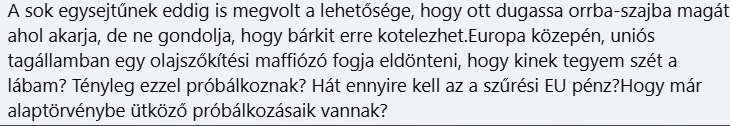 A sok egysejtűnek eddig is megvolt a lehetősége, hogy ott dugassa orrba-szajba magát
ahol akarja, de ne gondolja, hogy bárkit erre kotelezhet.Europa közepén, uniós
tagállamban egy olajszőkítési maffiózó fogja eldönteni, hogy kinek tegyem szét a
lábam? Tényleg ezzel próbálkoznak? Hát ennyire kell az a szűrési EU pénz?Hogy már
alaptörvénybe ütköző próbálkozásaik vannak?